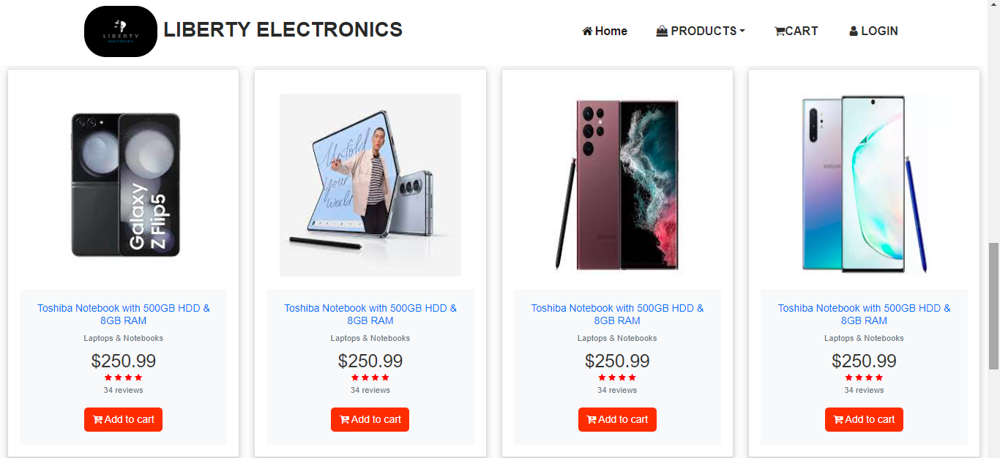 LIBERTY
ELECTRONICS
LIBERTY ELECTRONICS
Home
PRODUCTS
CART
LOGIN
Galaxy
Z Flip5
Unfold
your
world
SAMSUNG
Toshiba Notebook with 500GB HDD &
8GB RAM
Laptops & Notebooks
$250.99
34 reviews
Add to cart
Toshiba Notebook with 500GB HDD &
8GB RAM
Laptops & Notebooks
$250.99
34 reviews
Add to cart
Toshiba Notebook with 500GB HDD &
8GB RAM
Laptops & Notebooks
$250.99
34 reviews
Add to cart
Toshiba Notebook with 500GB HDD &
8GB RAM
Laptops & Notebooks
$250.99
34 reviews
Add to cart